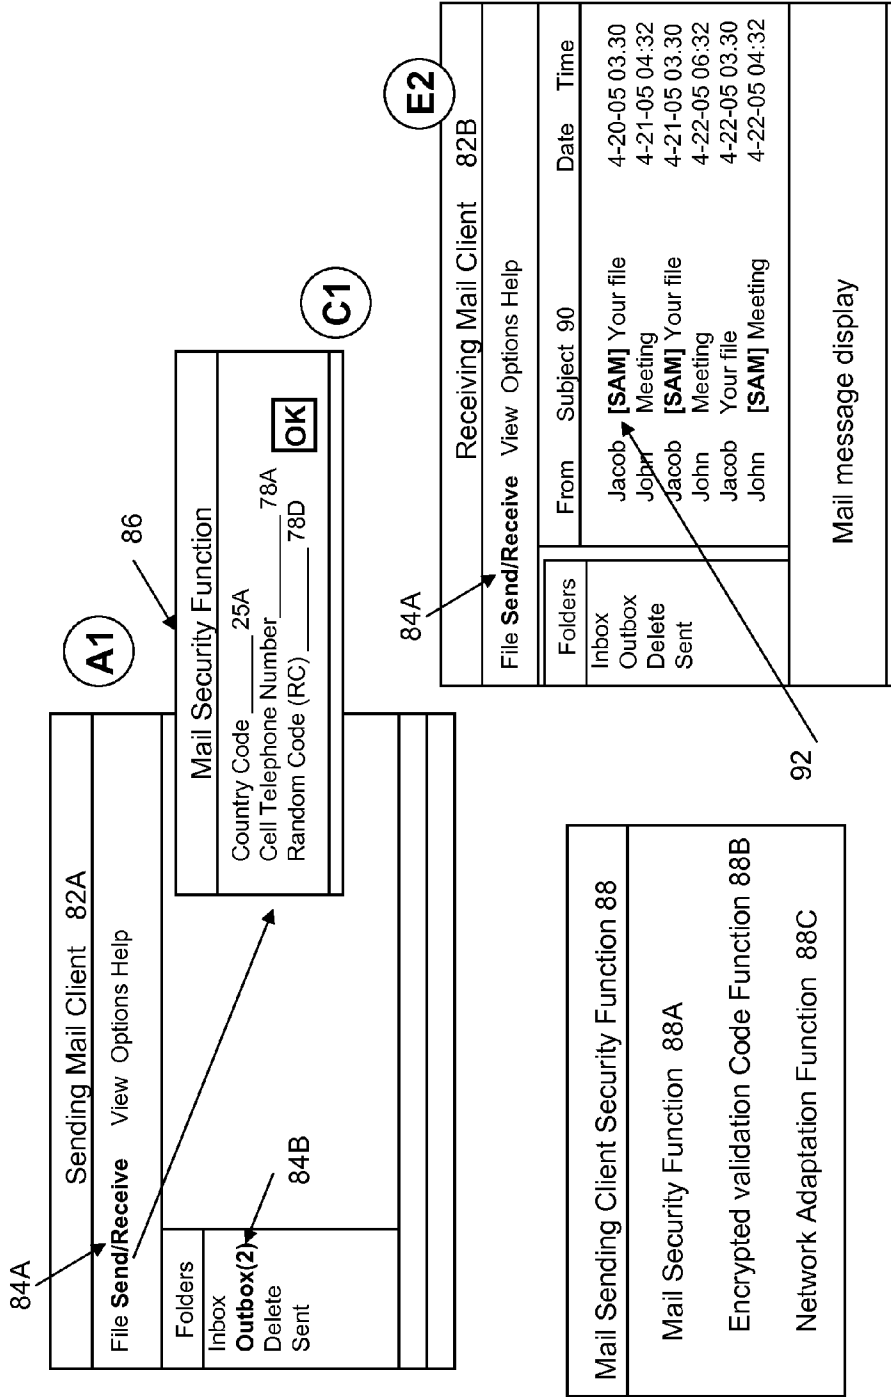 84A
A1
Sending Mail Client 82A
File Send/Receive View Options Help
Folders
Inbox
Outbox(2)
Delete
Sent
84B
86
Mail Security Function
Country Code ____ 25A
Cell Telephone Number ______ 78A
Random Code (RC) ______ 78D
OK
C1
Mail Sending Client Security Function 88
Mail Security Function 88A
Encrypted validation Code Function 88B
Network Adaptation Function 88C
84A
E2
Receiving Mail Client 82B
File Send/Receive View Options Help
Folders
Inbox
Outbox
Delete
Sent
From Subject 90 Date Time
Jacob [SAM] Your file 4-20-05 03.30
John Meeting 4-21-05 04:32
Jacob [SAM] Your file 4-21-05 03.30
John Meeting 4-22-05 06:32
Jacob Your file 4-22-05 03.30
John [SAM] Meeting 4-22-05 04:32
Mail message display
92